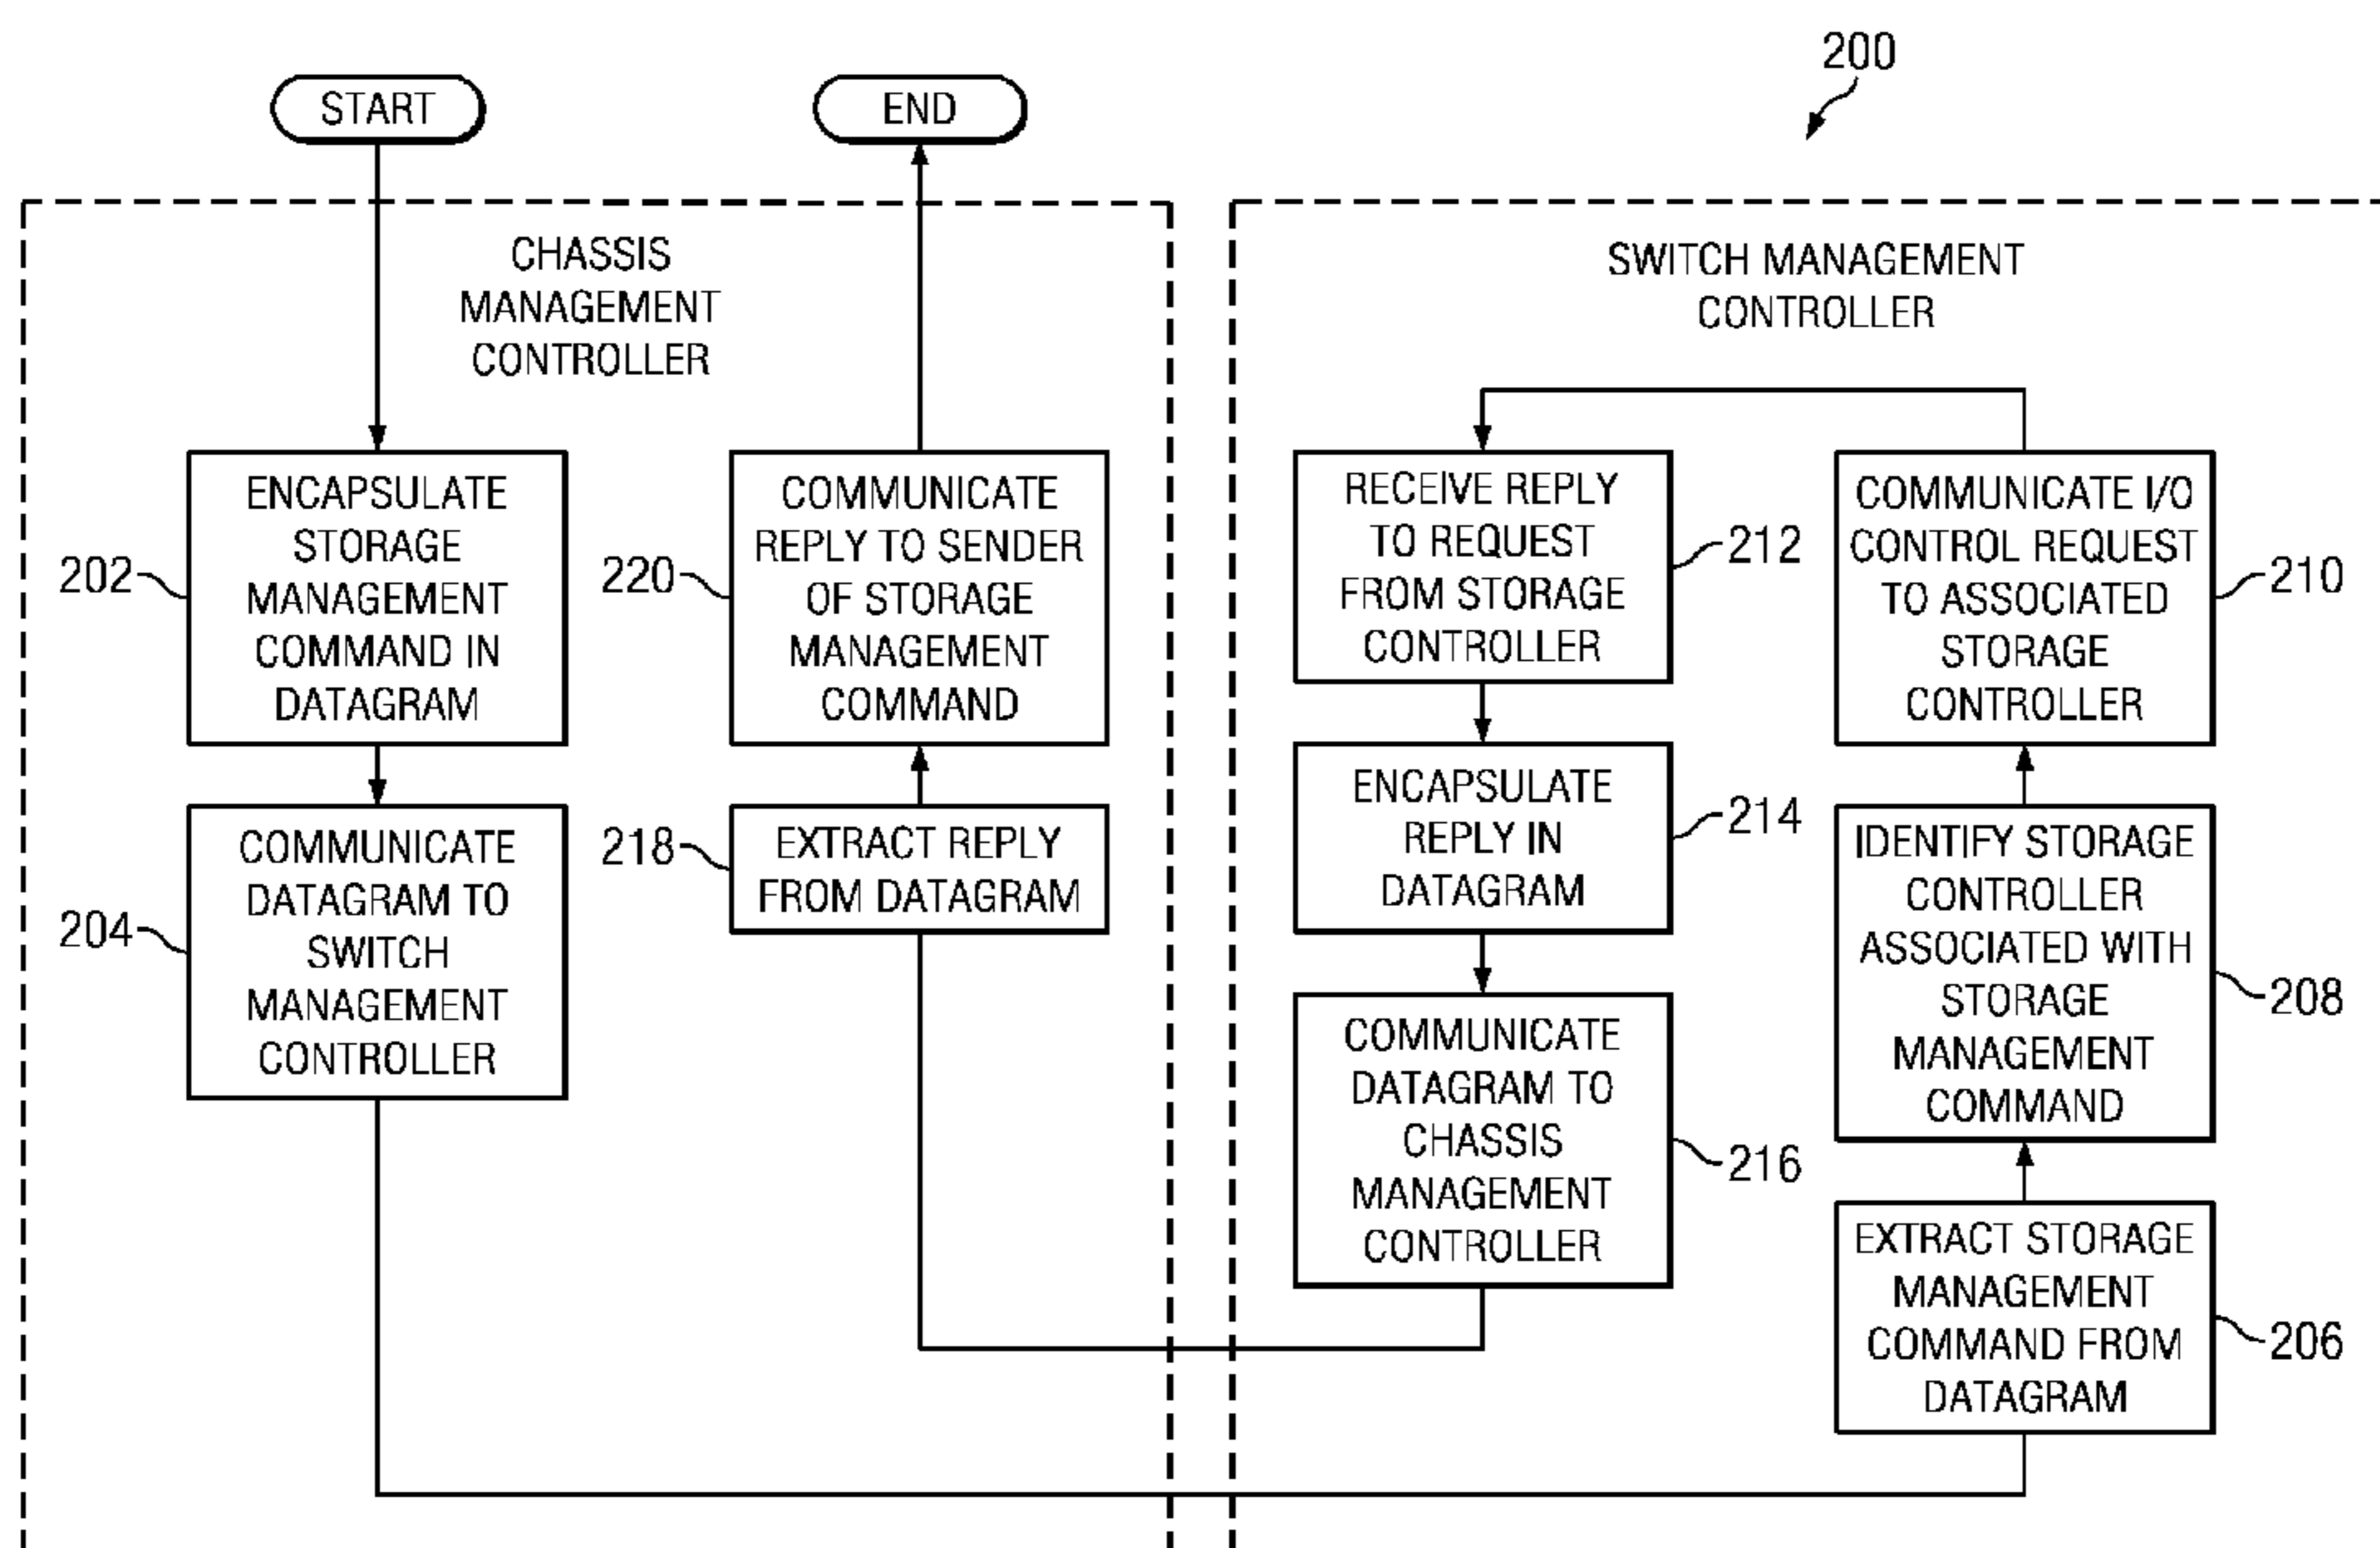 200
START
END
CHASSIS
MANAGEMENT
CONTROLLER
SWITCH MANAGEMENT
CONTROLLER
202
ENCAPSULATE
STORAGE
MANAGEMENT
COMMAND IN
DATAGRAM
204
COMMUNICATE
DATAGRAM TO
SWITCH
MANAGEMENT
CONTROLLER
220
COMMUNICATE
REPLY TO SENDER
OF STORAGE
MANAGEMENT
COMMAND
218
EXTRACT REPLY
FROM DATAGRAM
RECEIVE REPLY
TO REQUEST
FROM STORAGE
CONTROLLER
212
ENCAPSULATE
REPLY IN
DATAGRAM
214
COMMUNICATE
DATAGRAM TO
CHASSIS
MANAGEMENT
CONTROLLER
216
COMMUNICATE I/O
CONTROL REQUEST
TO ASSOCIATED
STORAGE
CONTROLLER
210
IDENTIFY STORAGE
CONTROLLER
ASSOCIATED WITH
STORAGE
MANAGEMENT
COMMAND
208
EXTRACT STORAGE
MANAGEMENT
COMMAND FROM
DATAGRAM
206